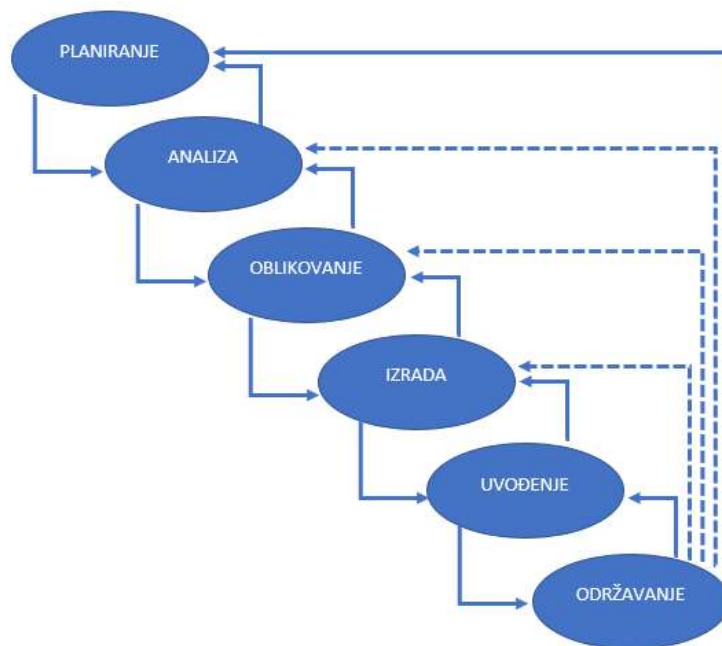 PLANIRANJE
ANALIZA
OBLIKOVANJE
IZRADA
UVOĐENJE
ODRŽAVANJE